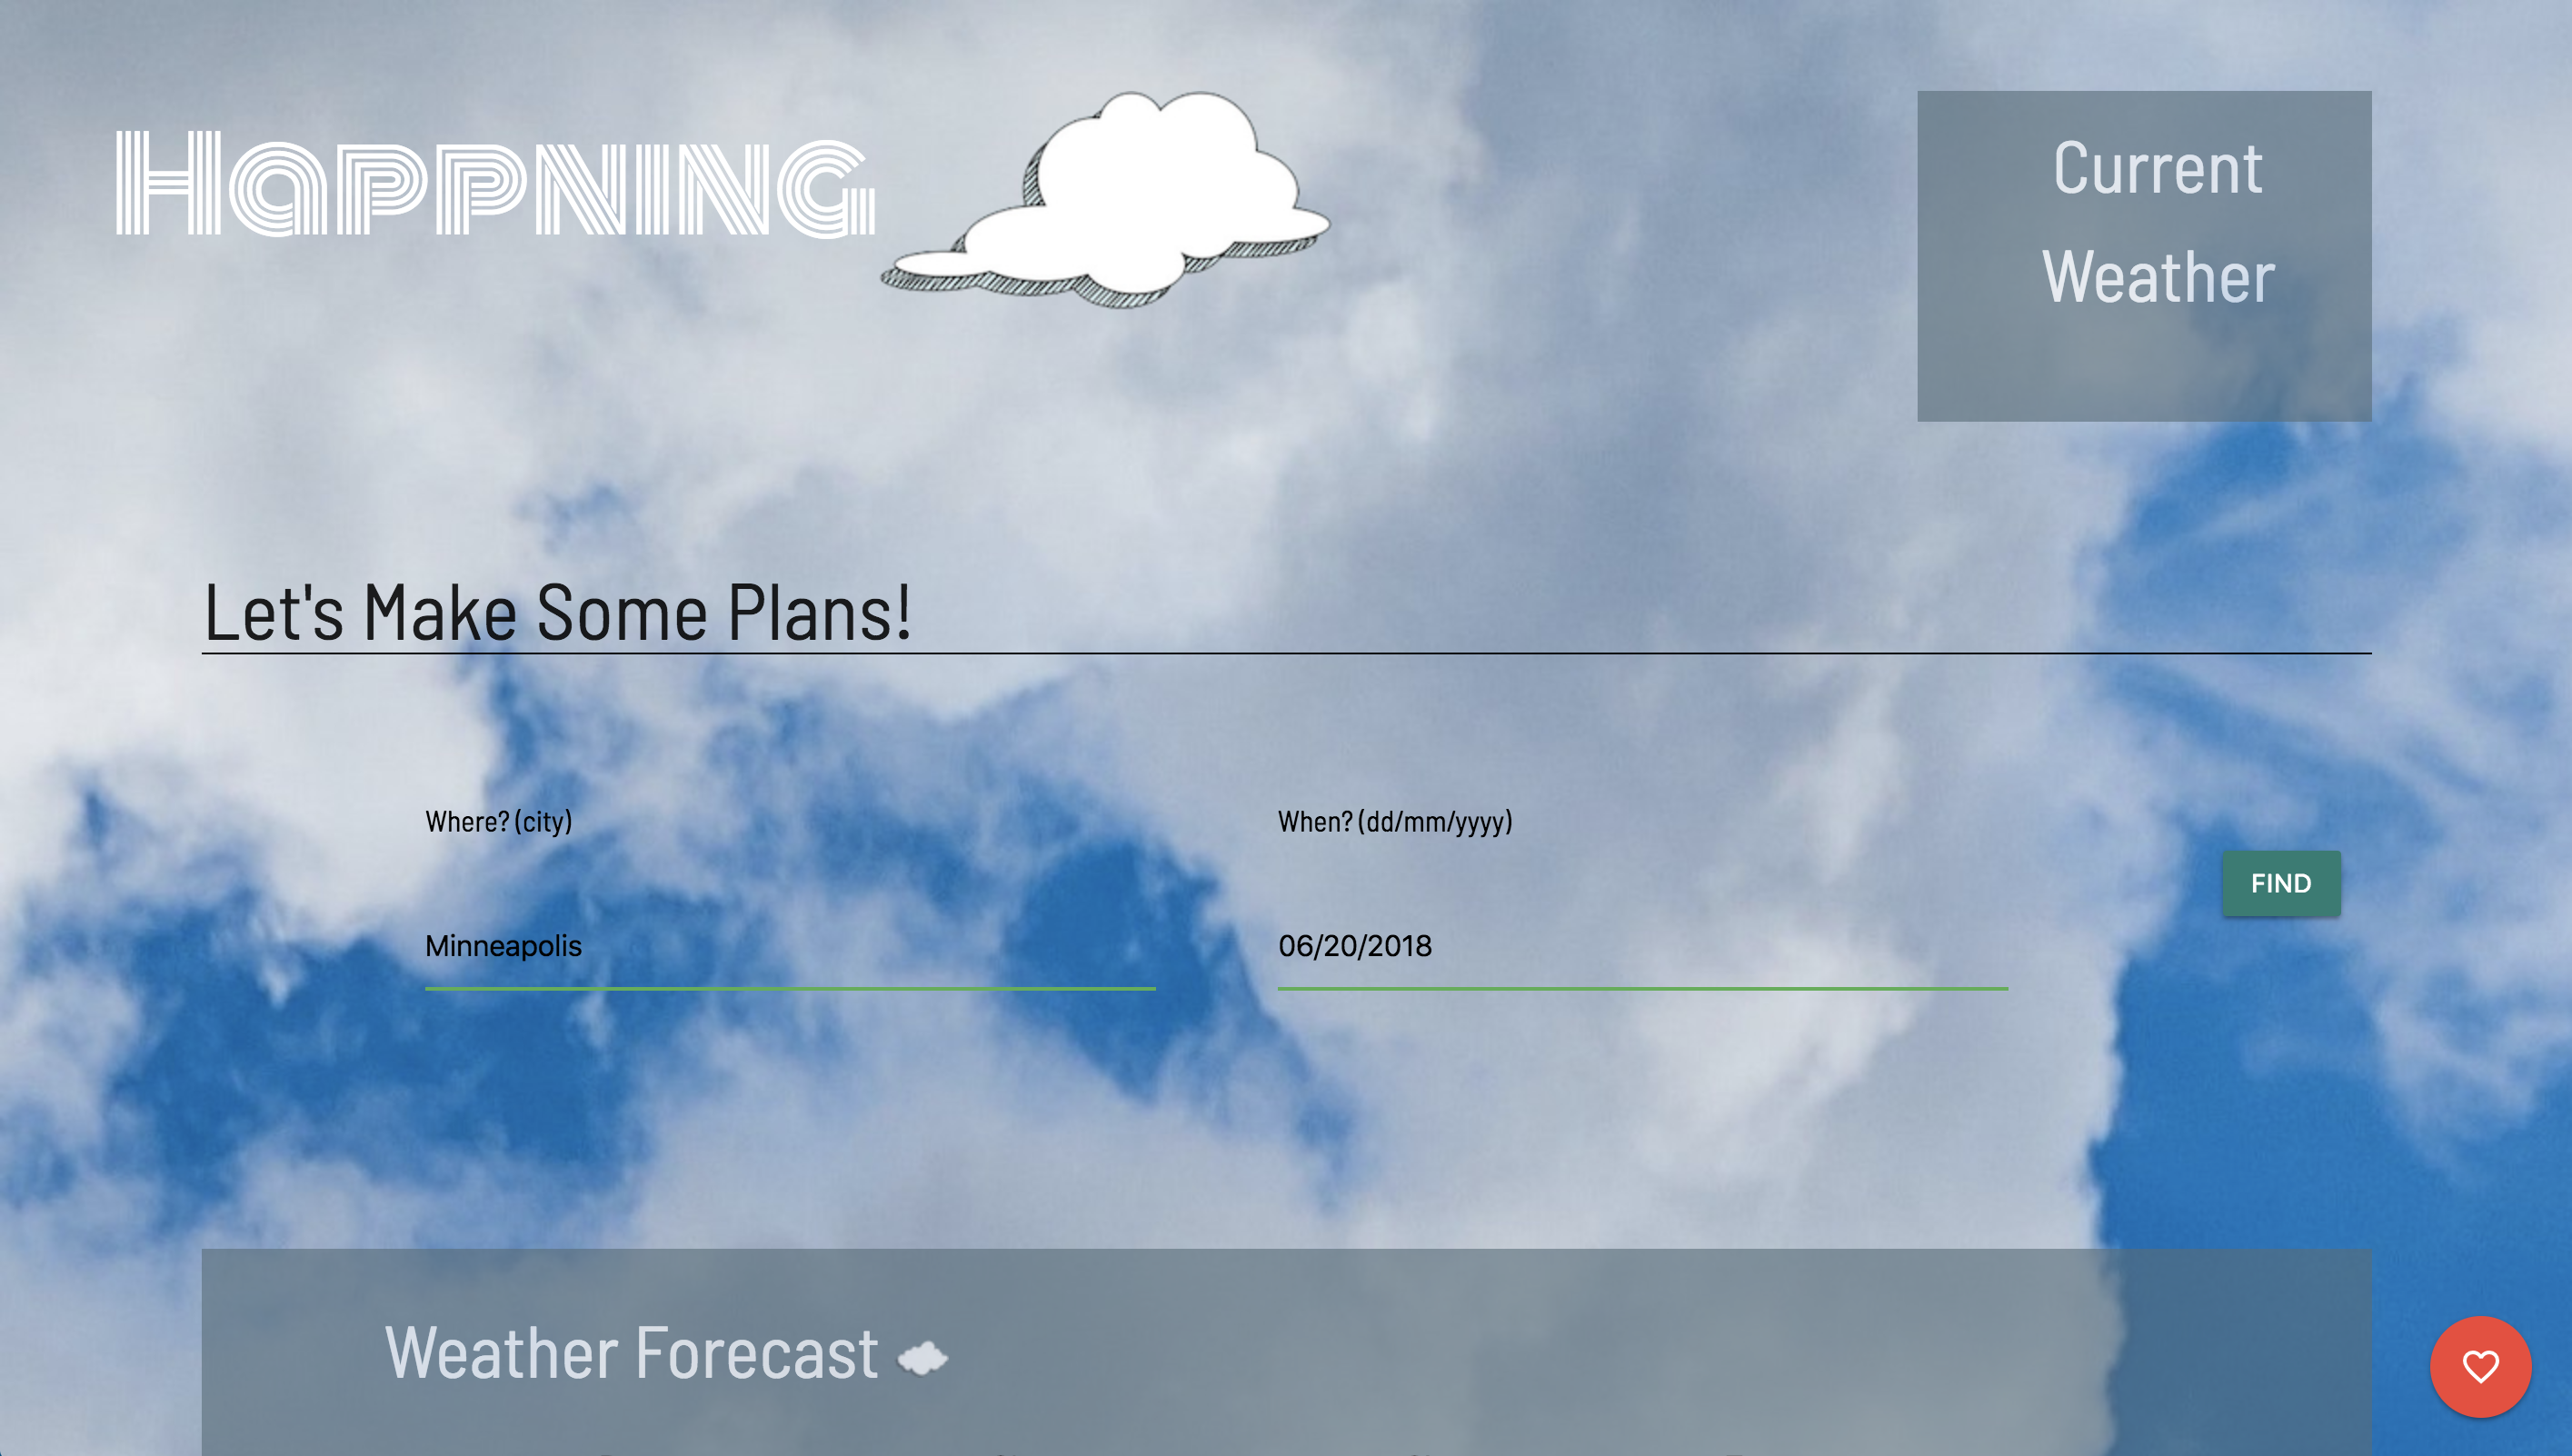 Happning
Current
Weather
Let's Make Some Plans!
Where? (city)
When? (dd/mm/yyyy)
FIND
Minneapolis
06/20/2018
Weather Forecast